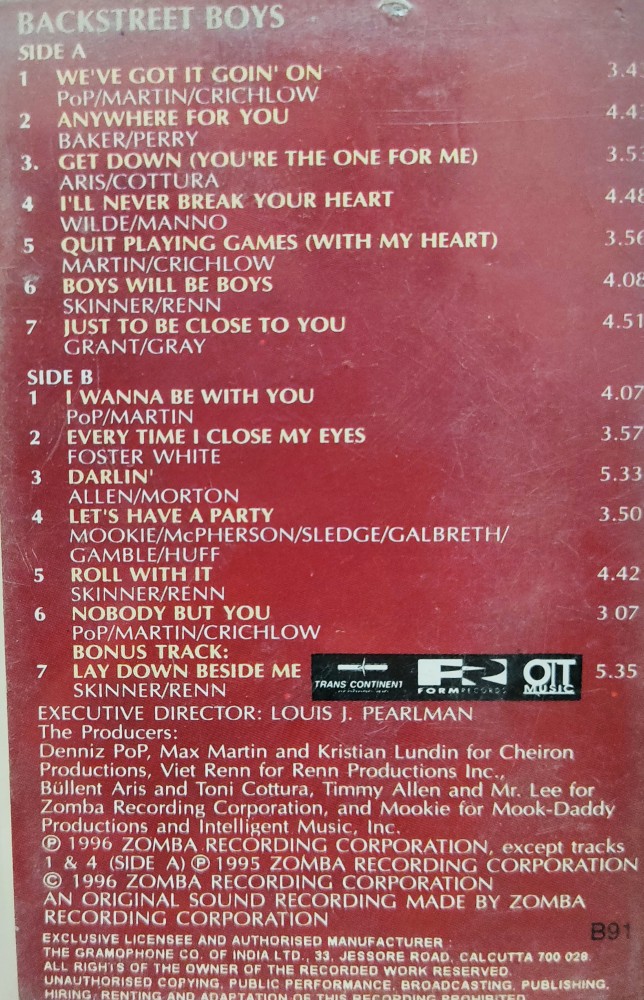 BACKSTREET BOYS
SIDE A
1 WE'VE GOT IT GOIN' ON
PoP/MARTIN/CRICHLOW
2 ANYWHERE FOR YOU
BAKER/PERRY
3. GET DOWN (YOU'RE THE ONE FOR ME) 3.53
ARIS/COTTURA
4 I'LL NEVER BREAK YOUR HEART 4.48
WILDE/MANNO
5 QUIT PLAYING GAMES (WITH MY HEART) 3.56
MARTIN/CRICHLOW
6 BOYS WILL BE BOYS 4.08
SKINNER/RENN
7 JUST TO BE CLOSE TO YOU 4.51
GRANT/GRAY
SIDE B
1 I WANNA BE WITH YOU 4.07
PoP/MARTIN
2 EVERY TIME I CLOSE MY EYES 3.57
FOSTER WHITE
3 DARLIN' 5.33
ALLEN/MORTON
4 LET'S HAVE A PARTY 3.50
MOOKIE/McPHERSON/SLEDGE/GALBRETH/
GAMBLE/HUFF
5 ROLL WITH IT 4.42
SKINNER/RENN
6 NOBODY BUT YOU 3 07
PoP/MARTIN/CRICHLOW
BONUS TRACK:
7 LAY DOWN BESIDE ME 5.35
SKINNER/RENN
TRANS CONTINENT
FORM RECORDS
OTT MUSIC
EXECUTIVE DIRECTOR: LOUIS J. PEARLMAN
The Producers:
Denniz PoP, Max Martin and Kristian Lundin for Cheiron
Productions, Viet Renn for Renn Productions Inc.,
Büllent Aris and Toni Cottura, Timmy Allen and Mr. Lee for
Zomba Recording Corporation, and Mookie for Mook-Daddy
Productions and Intelligent Music, Inc.
℗ 1996 ZOMBA RECORDING CORPORATION, except tracks
1 & 4 (SIDE A) ℗ 1995 ZOMBA RECORDING CORPORATION
© 1996 ZOMBA RECORDING CORPORATION
AN ORIGINAL SOUND RECORDING MADE BY ZOMBA
RECORDING CORPORATION
B91
EXCLUSIVE LICENSEE AND AUTHORISED MANUFACTURER :
THE GRAMOPHONE CO. OF INDIA LTD., 33, JESSORE ROAD, CALCUTTA 700 028.
ALL RIGHTS OF THE OWNER OF THE RECORDED WORK RESERVED.
UNAUTHORISED COPYING, PUBLIC PERFORMANCE, BROADCASTING, PUBLISHING.
HIRING, RENTING AND ADAPTATION OF THIS RECORDING PROHIBITED